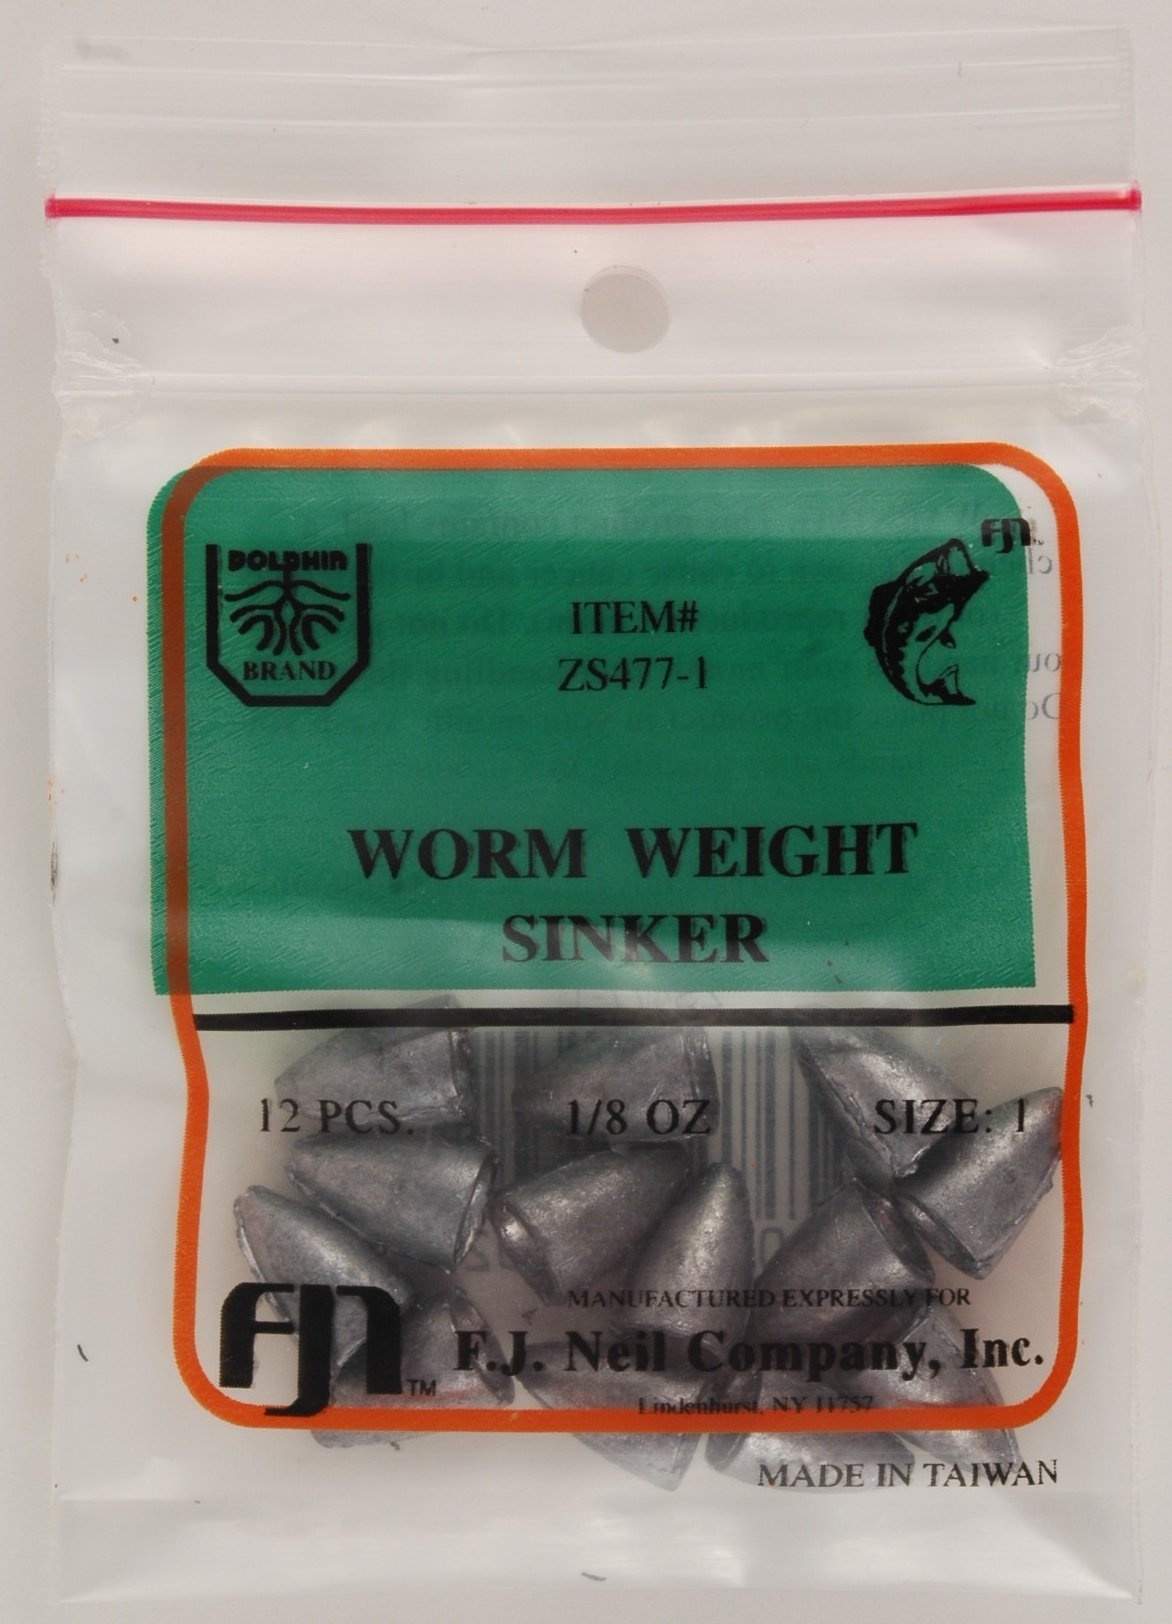 DOLPHIN
BRAND
ITEM#
ZS477-1
FJN
WORM WEIGHT
SINKER
12 PCS. 1/8 OZ SIZE: 1
MANUFACTURED EXPRESSLY FOR
FJN TM F.J. Neil Company, Inc.
Lindenhurst, NY 11757
MADE IN TAIWAN